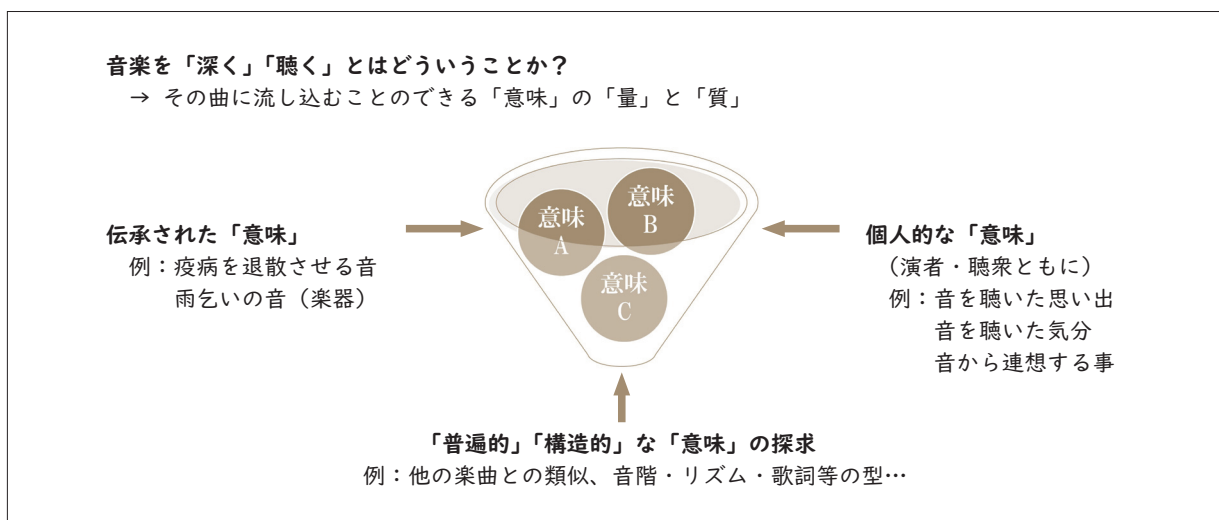 音楽を「深く」「聴く」とはどういうことか？
→ その曲に流し込むことのできる「意味」の「量」と「質」
意味
A
意味
B
意味
C
伝承された「意味」
例：疫病を退散させる音
雨乞いの音（楽器）
個人的な「意味」
（演者・聴衆ともに）
例：音を聴いた思い出
音を聴いた気分
音から連想する事
「普遍的」「構造的」な「意味」の探求
例：他の楽曲との類似、音階・リズム・歌詞等の型…